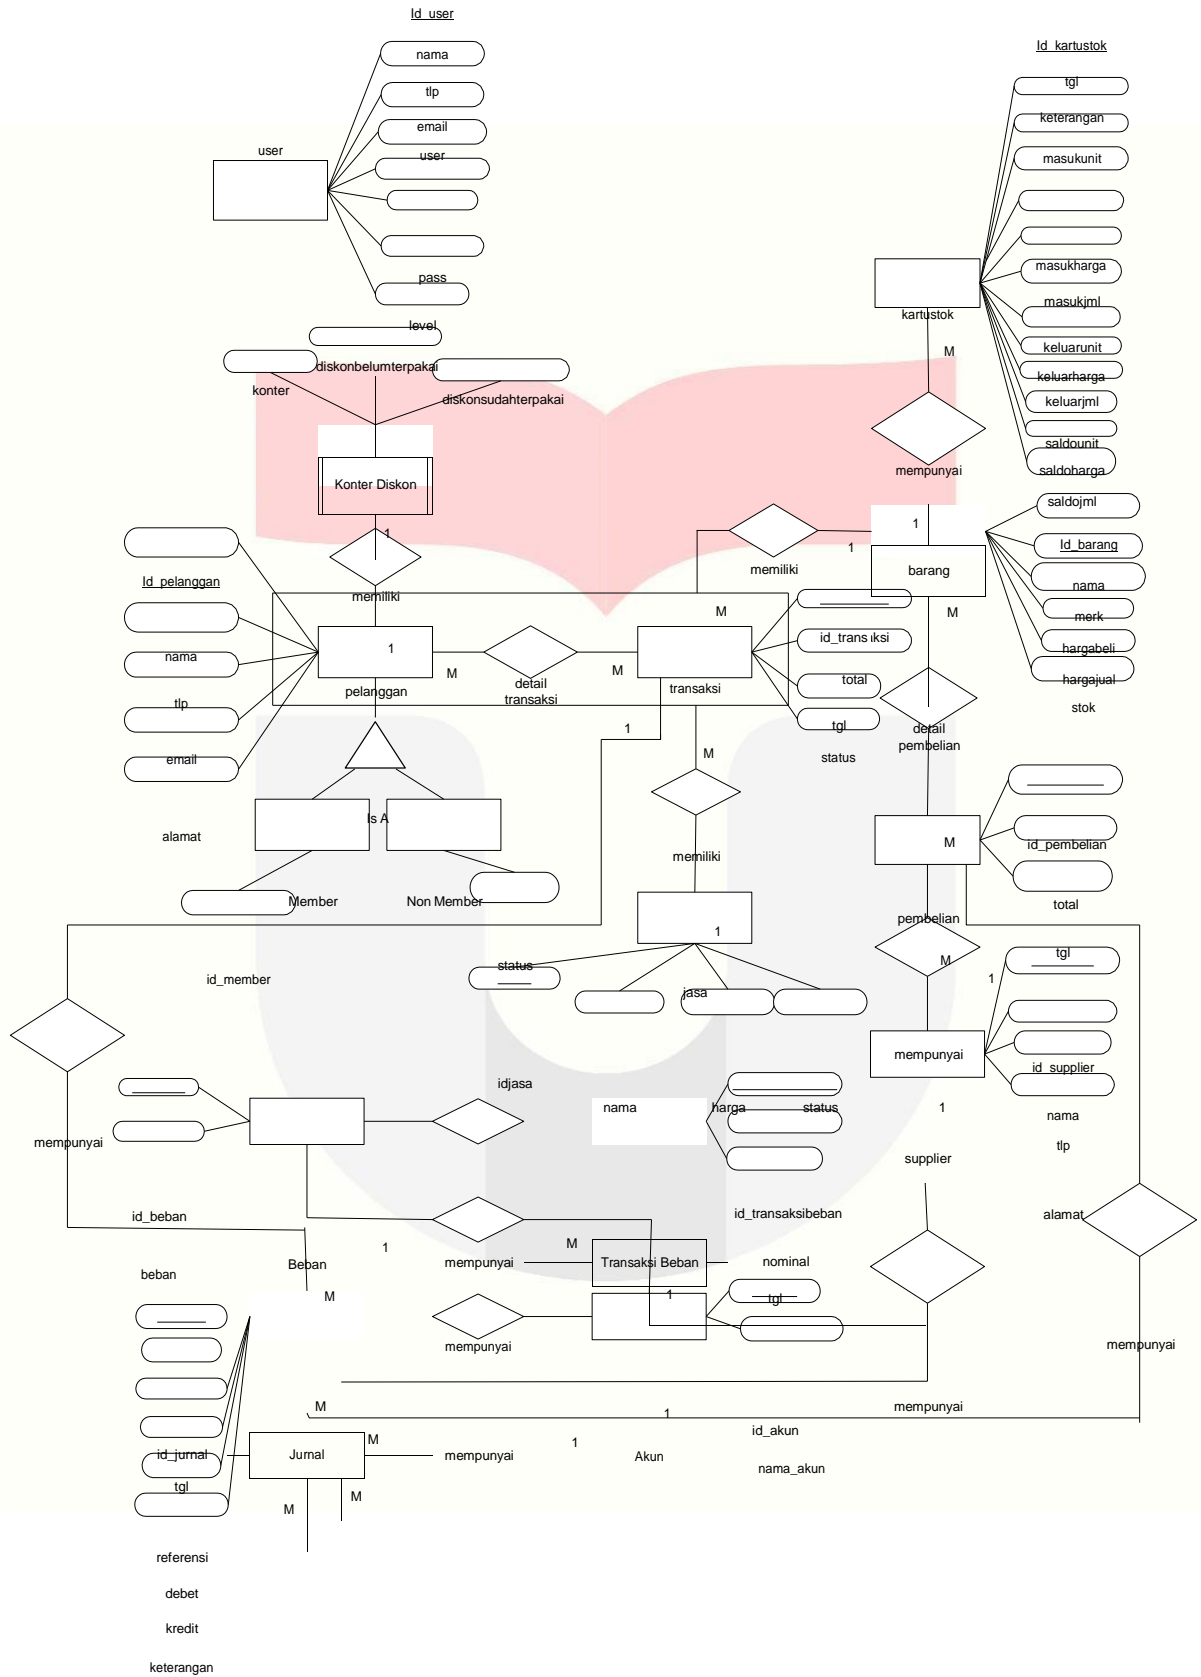 Id_user
nama
tlp
email
user
user
pass
level
Id_kartustok
tgl
keterangan
masukunit
masukharga
masukjml
keluarunit
keluarharga
keluarjml
saldounit
saldoharga
saldojml
kartustok
M
mempunyai
1
konter
diskonbelumterpakai
diskonsudahterpakai
Konter Diskon
1
memiliki
1
memiliki
1
barang
M
Id_barang
nama
merk
hargabeli
hargajual
stok
Id_pelanggan
nama
tlp
email
alamat
pelanggan
M
detail
transaksi
M
M
transaksi
id_transaksi
total
tgl
status
1
M
detail
pembelian
Is A
Member
Non Member
id_member
status
memiliki
1
jasa
idjasa
nama
harga
status
M
id_pembelian
total
tgl
pembelian
M
1
mempunyai
id_supplier
nama
tlp
alamat
1
supplier
mempunyai
id_beban
beban
Beban
1
mempunyai
M
Transaksi Beban
id_transaksibeban
nominal
tgl
M
1
mempunyai
mempunyai
mempunyai
M
1
id_akun
nama_akun
Akun
1
mempunyai
M
Jurnal
M
M
id_jurnal
tgl
referensi
debet
kredit
keterangan